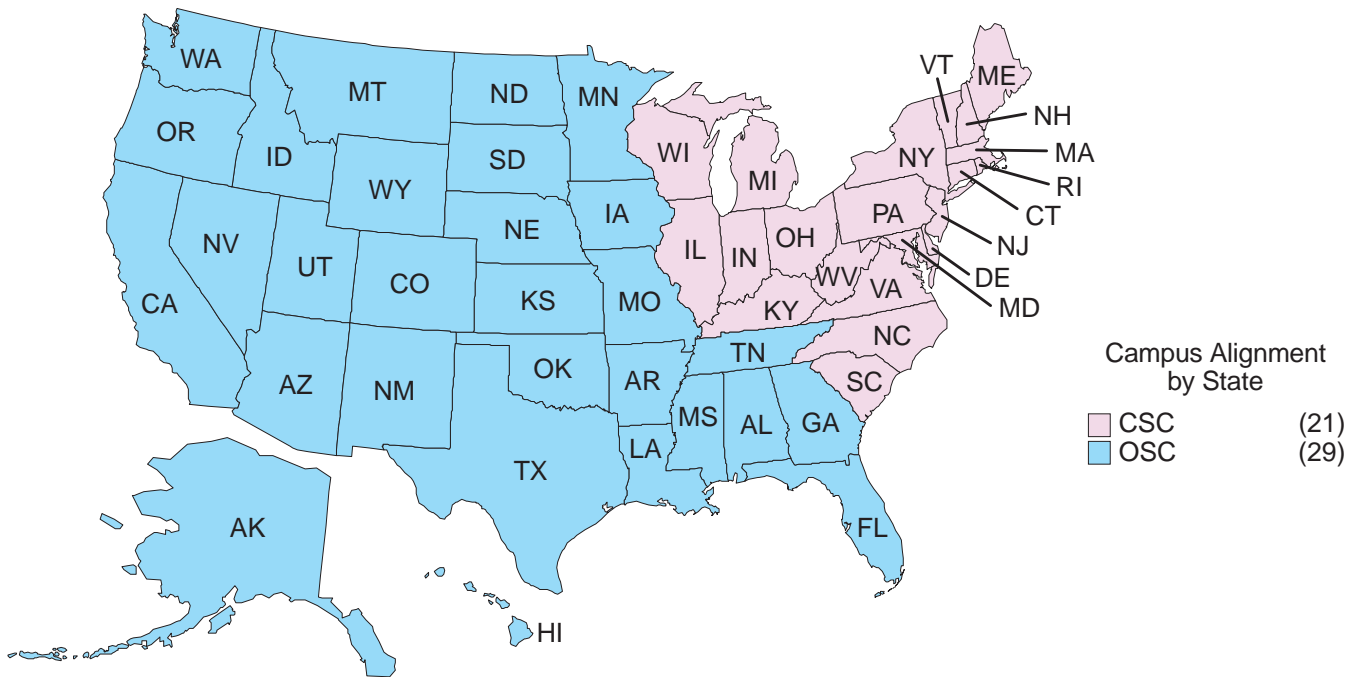 WA
MT
ND
MN
VT
ME
OR
ID
SD
WI
MI
NY
NH
MA
RI
CT
WY
IA
NE
PA
NJ
NV
UT
CO
IL
IN
OH
DE
MD
CA
KS
MO
WV
VA
KY
AZ
NM
OK
AR
TN
NC
SC
MS
AL
GA
LA
TX
FL
AK
HI
Campus Alignment
by State
CSC (21)
OSC (29)